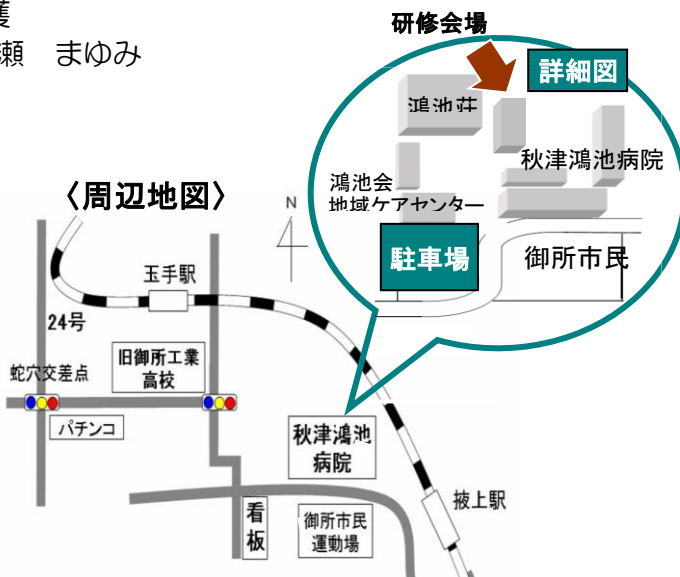 瀬　まゆみ
研修会場
詳細図
鴻池荘
秋津鴻池病院
鴻池会
地域ケアセンター
駐車場
御所市民
〈周辺地図〉
N
玉手駅
24号
旧御所工業
高校
蛇穴交差点
パチンコ
秋津鴻池
病院
掖上駅
看
板
御所市民
運動場